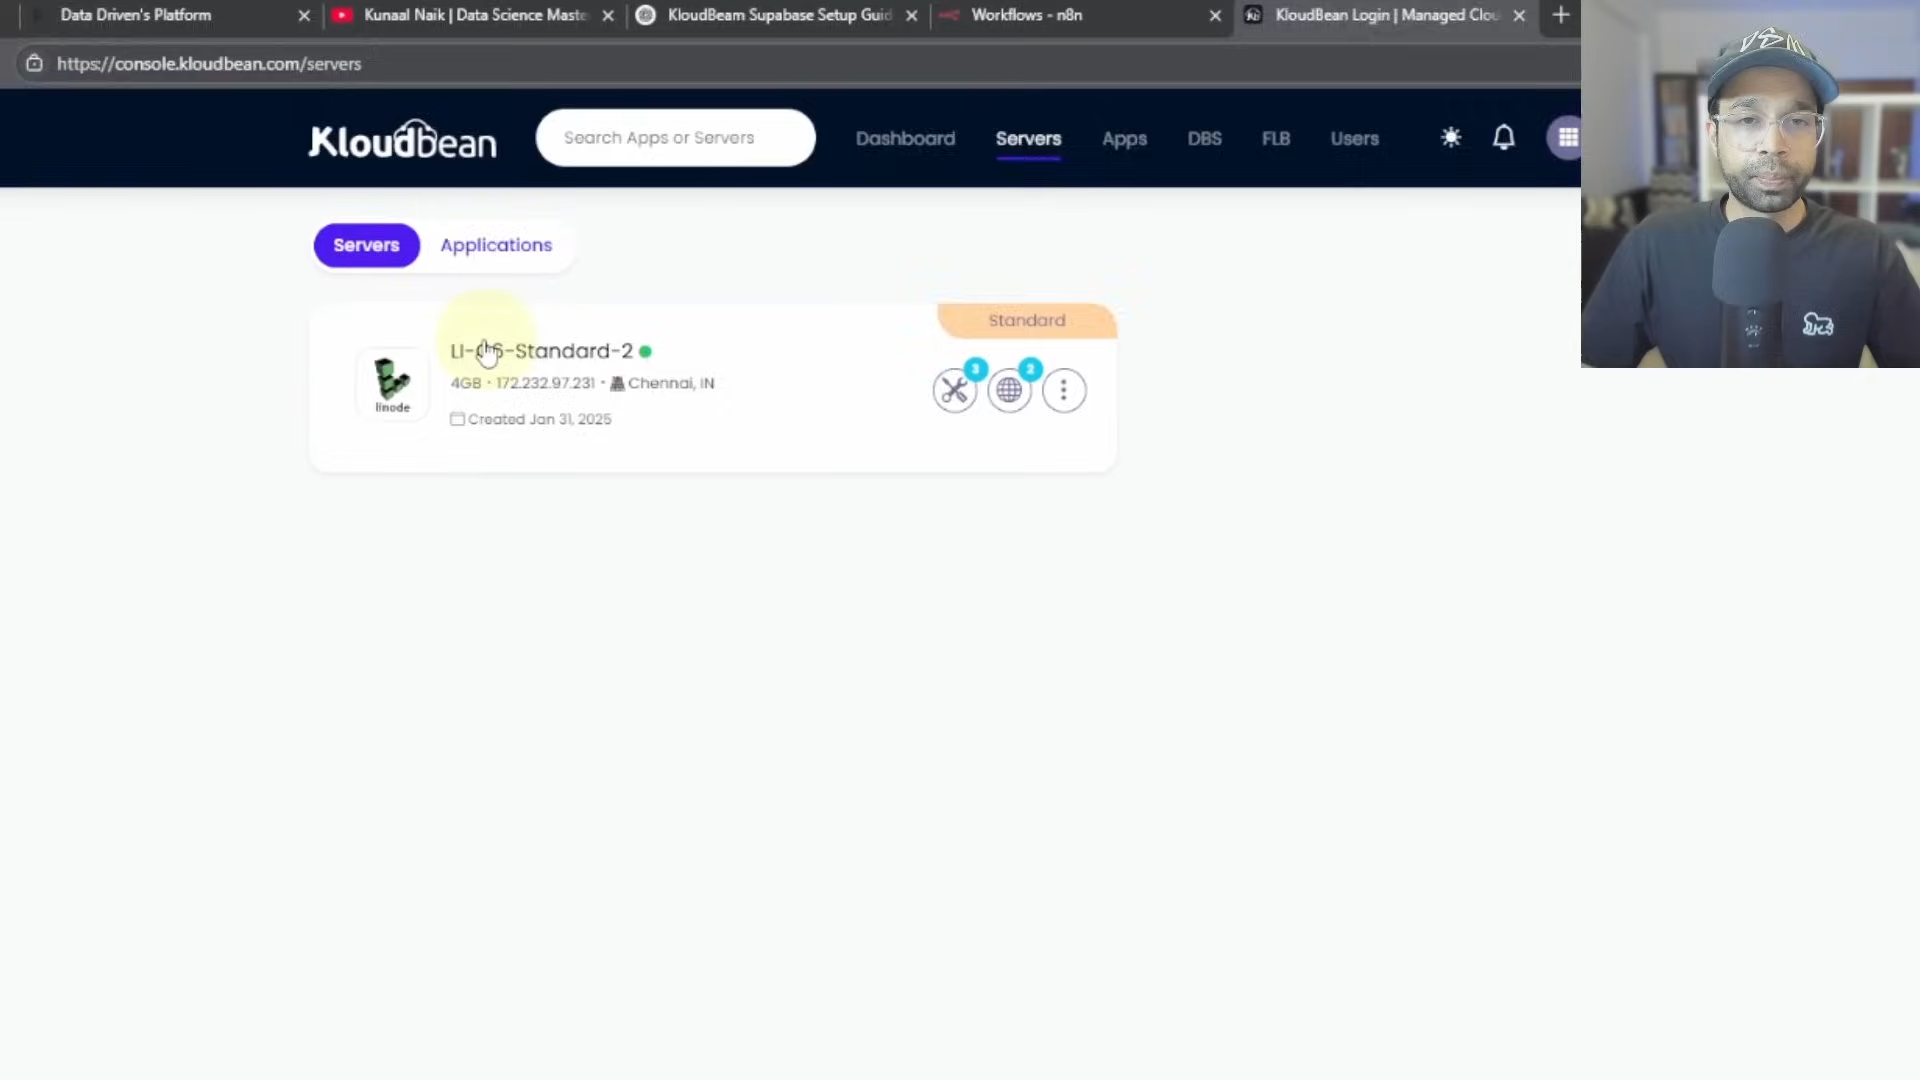 Data Driven's Platform
Kunaal Naik | Data Science Maste
KloudBeam Supabase Setup Guid
Workflows - n8n
KloudBean Login | Managed Clou
https://console.kloudbean.com/servers
Kloudbean
Search Apps or Servers
Dashboard
Servers
Apps
DBS
FLB
Users
Servers
Applications
Standard
-Standard-2
4GB · 172.232.97.231 · Chennai, IN
Created Jan 31, 2025
linode
3
2